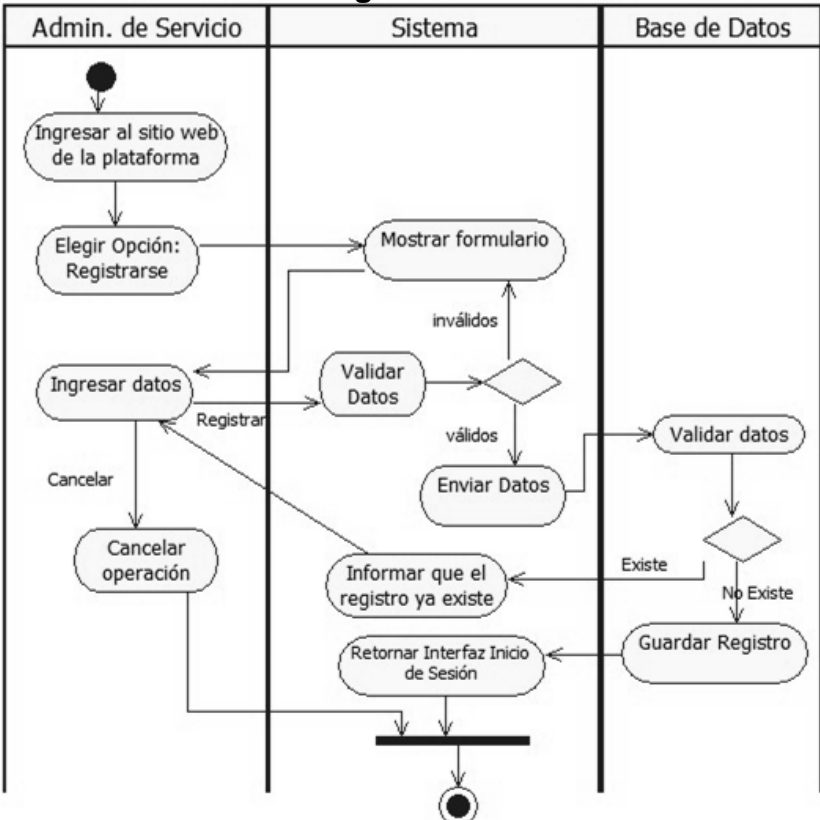 Admin. de Servicio
Sistema
Base de Datos
Ingresar al sitio web
de la plataforma
Elegir Opción:
Registrarse
Mostrar formulario
inválidos
Ingresar datos
Registrar
Validar
Datos
válidos
Enviar Datos
Validar datos
Cancelar
Cancelar
operación
Informar que el
registro ya existe
Existe
No Existe
Guardar Registro
Retornar Interfaz Inicio
de Sesión